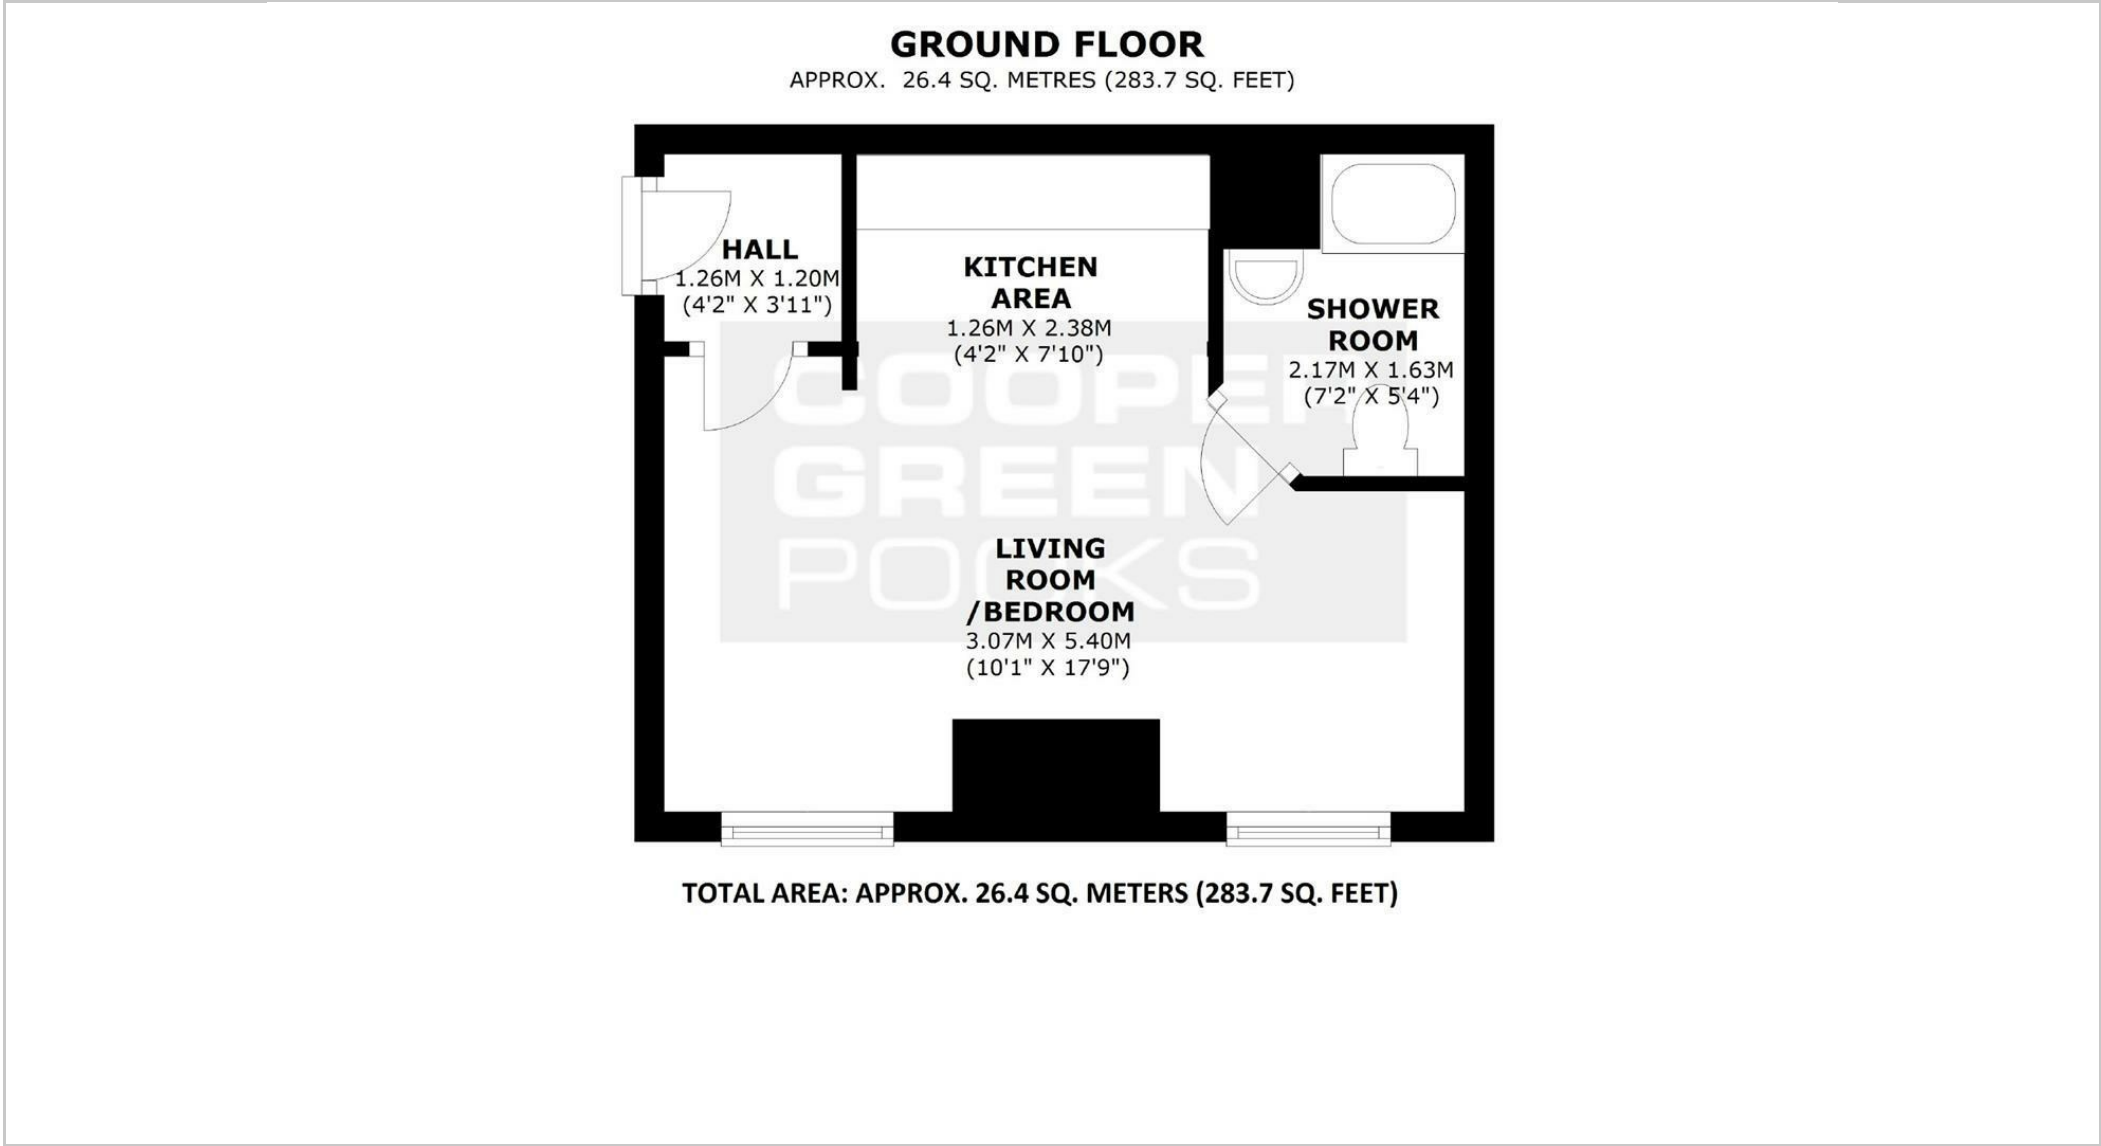 GROUND FLOOR
APPROX. 26.4 SQ. METRES (283.7 SQ. FEET)
HALL
1.26M X 1.20M
(4'2" X 3'11")
KITCHEN
AREA
1.26M X 2.38M
(4'2" X 7'10")
SHOWER
ROOM
2.17M X 1.63M
(7'2" X 5'4")
COOPER
GREEN
POOKS
LIVING
ROOM
/BEDROOM
3.07M X 5.40M
(10'1" X 17'9")
TOTAL AREA: APPROX. 26.4 SQ. METERS (283.7 SQ. FEET)